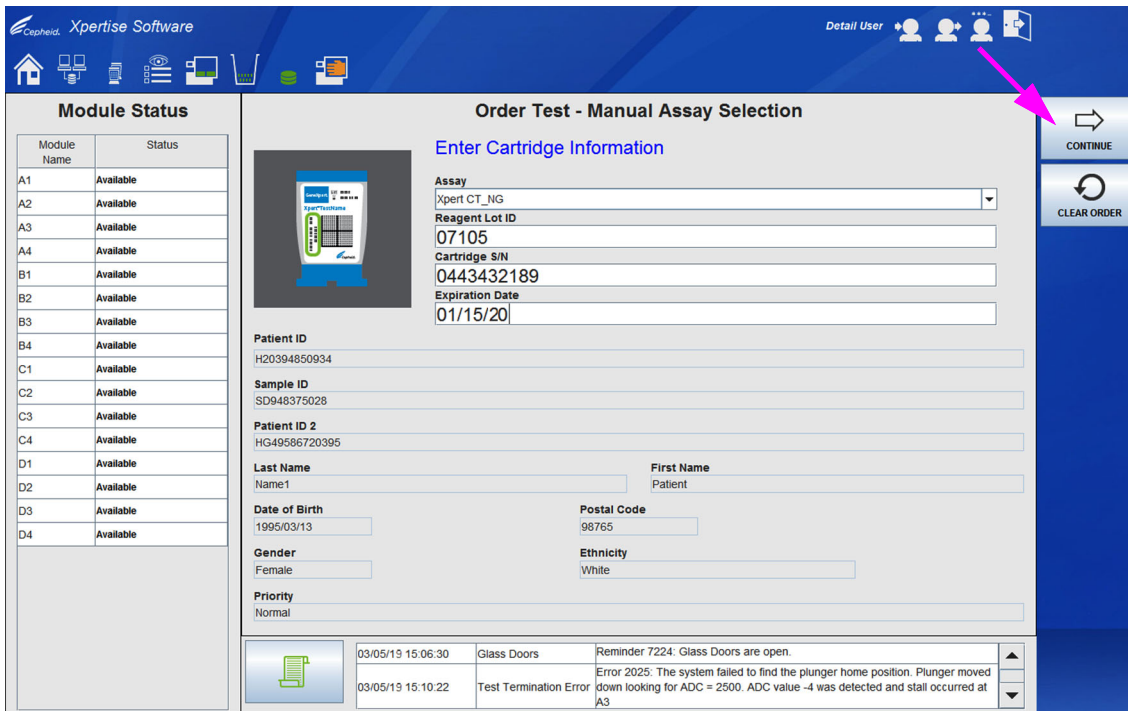 Cepheid. Xpertise Software
Detail User
Module Status
Module Name Status
A1 Available
A2 Available
A3 Available
A4 Available
B1 Available
B2 Available
B3 Available
B4 Available
C1 Available
C2 Available
C3 Available
C4 Available
D1 Available
D2 Available
D3 Available
D4 Available
Order Test - Manual Assay Selection
Enter Cartridge Information
GeneXpert
Xpert®TestName
Cepheid.
Assay
Xpert CT_NG
Reagent Lot ID
07105
Cartridge S/N
0443432189
Expiration Date
01/15/20
Patient ID
H20394850934
Sample ID
SD948375028
Patient ID 2
HG49586720395
Last Name First Name
Name1 Patient
Date of Birth Postal Code
1995/03/13 98765
Gender Ethnicity
Female White
Priority
Normal
03/05/19 15:06:30 Glass Doors Reminder 7224: Glass Doors are open.
03/05/19 15:10:22 Test Termination Error Error 2025: The system failed to find the plunger home position. Plunger moved
down looking for ADC = 2500. ADC value -4 was detected and stall occurred at
A3
CONTINUE
CLEAR ORDER